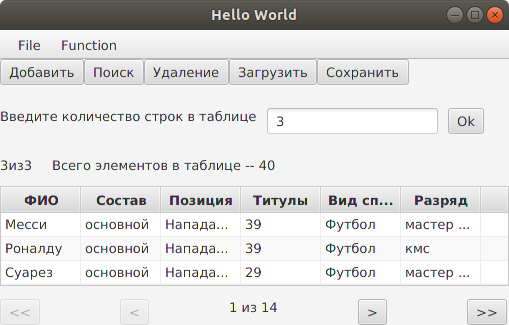 Hello World
File Function
Добавить Поиск Удаление Загрузить Сохранить
Введите количество строк в таблице 3 Ok
3из3 Всего элементов в таблице -- 40
ФИО Состав Позиция Титулы Вид сп... Разряд
Месси основной Напада... 39 Футбол мастер ...
Роналду основной Напада... 39 Футбол кмс
Суарез основной Напада... 29 Футбол мастер ...
<< < 1 из 14 > >>